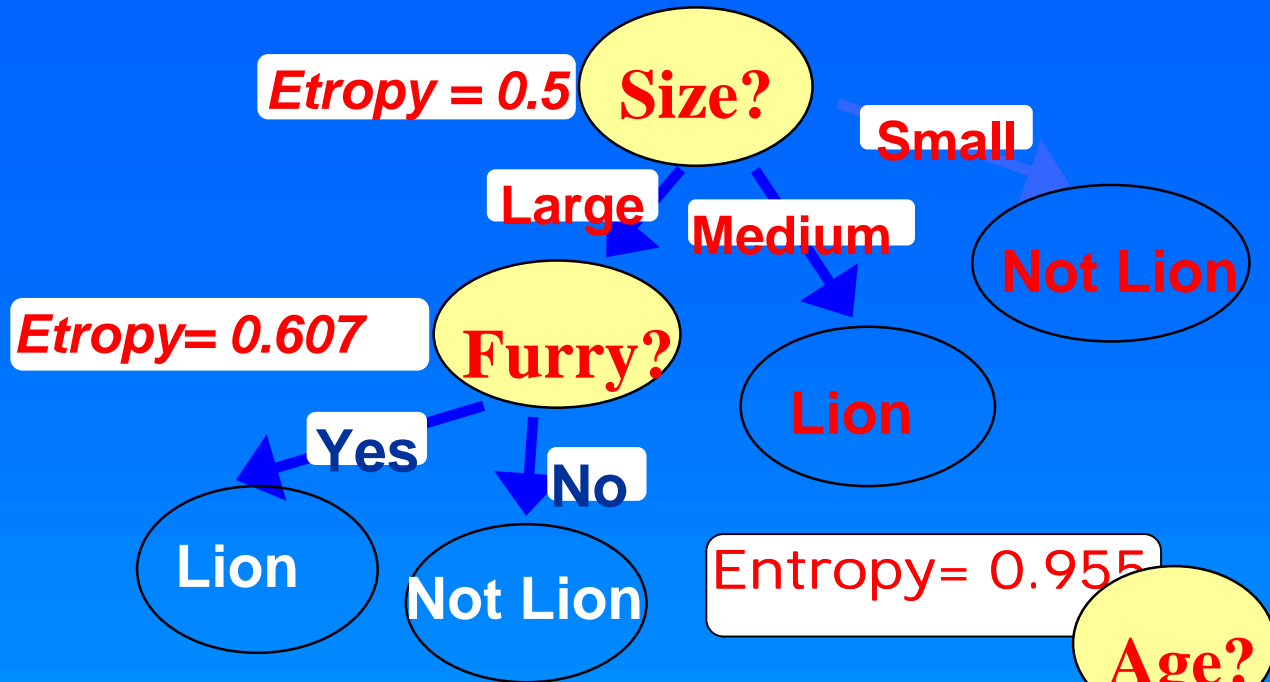 Etropy = 0.5
Size?
Small
Large
Medium
Not Lion
Etropy= 0.607
Furry?
Lion
Yes
No
Lion
Not Lion
Entropy= 0.955
Age?